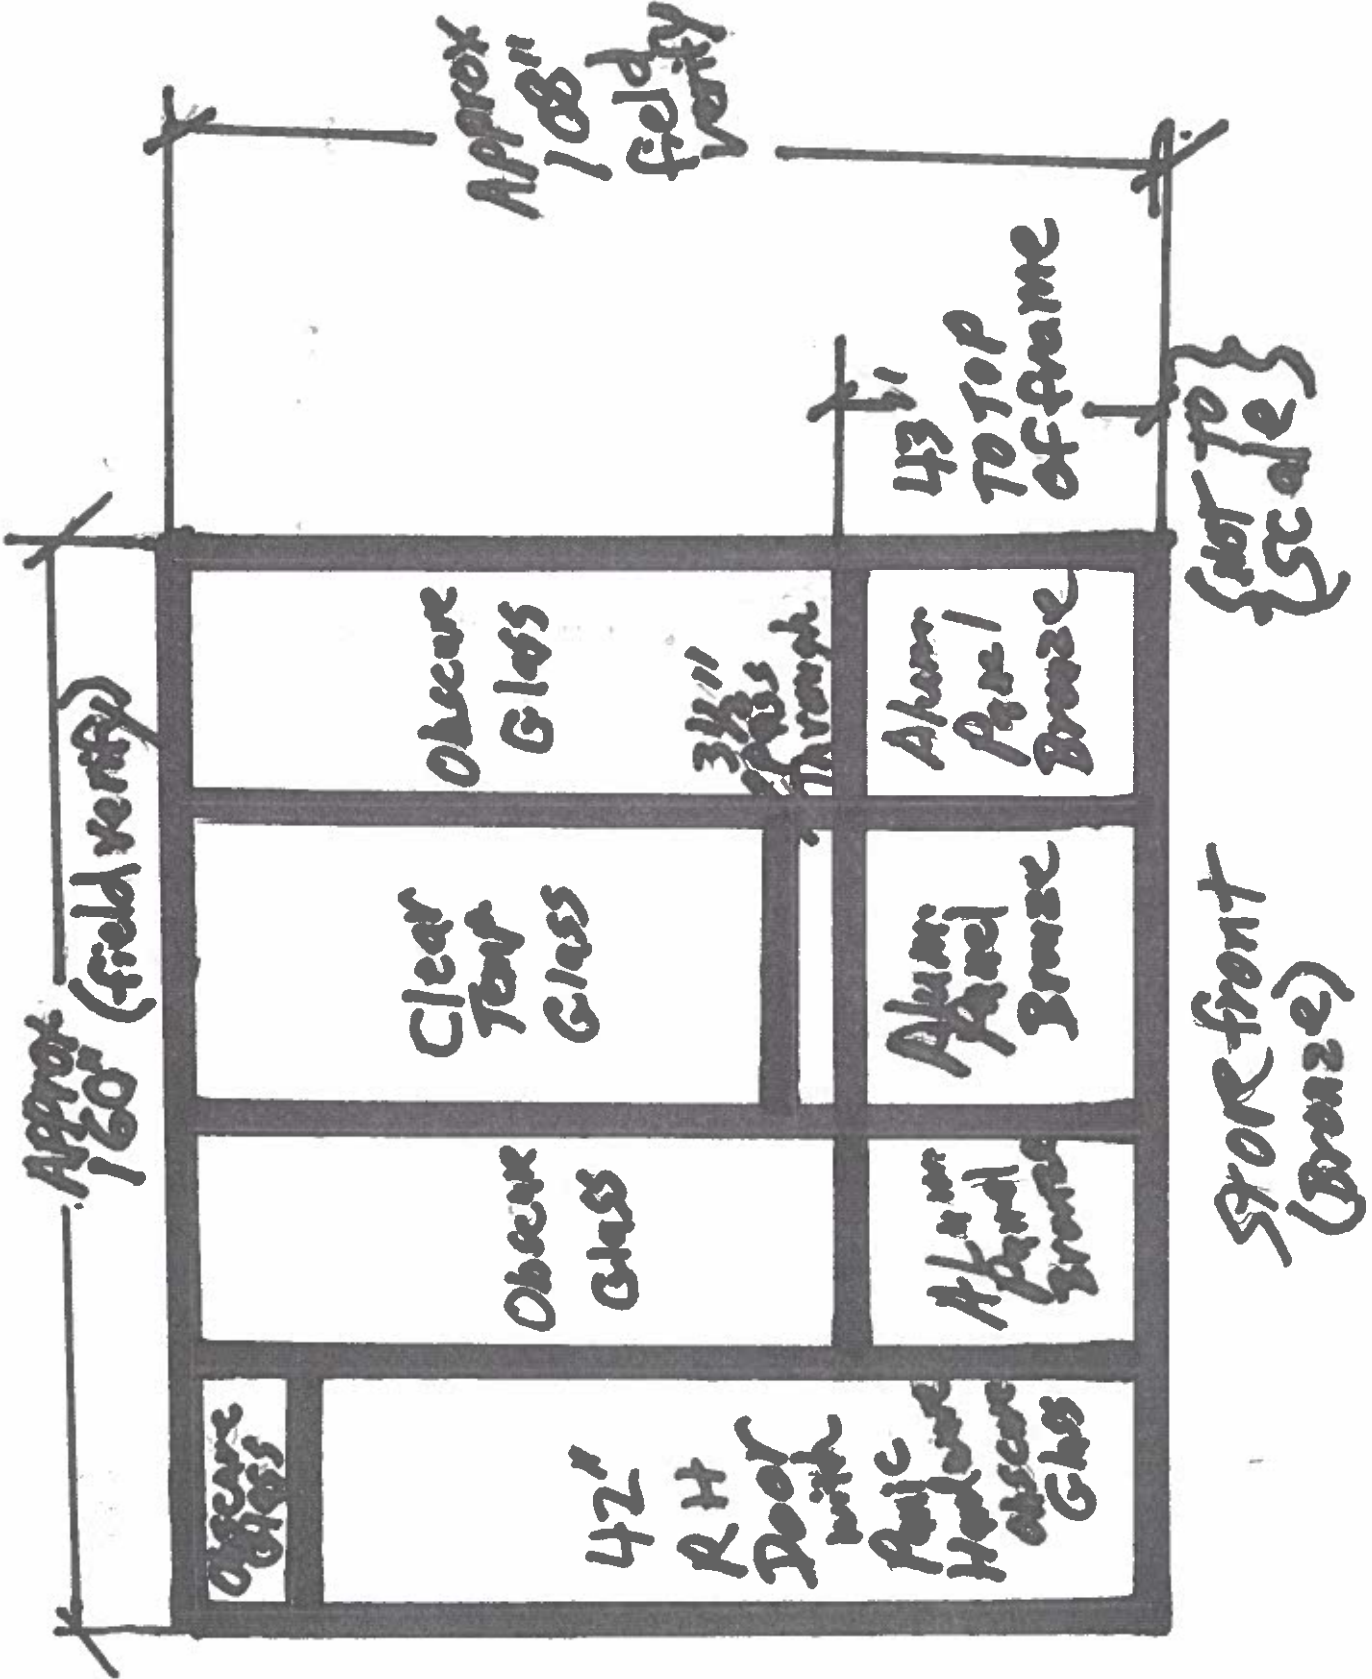 Approx
160"
(field verify)
Obscure
glass
42"
RH
Door
with
Panic
Hardware
obscure
Glass
Obscure
Glass
Alum
Panel
Bronze
Clear
Temp
Glass
Alum.
Panel
Bronze
Obscure
Glass
3½"
Pass
Through
Alum
Panel
Bronze
Approx
108"
field
verify
43"
TO TOP
of frame
STORefront
(Bronze)
{NOT TO
Scale}